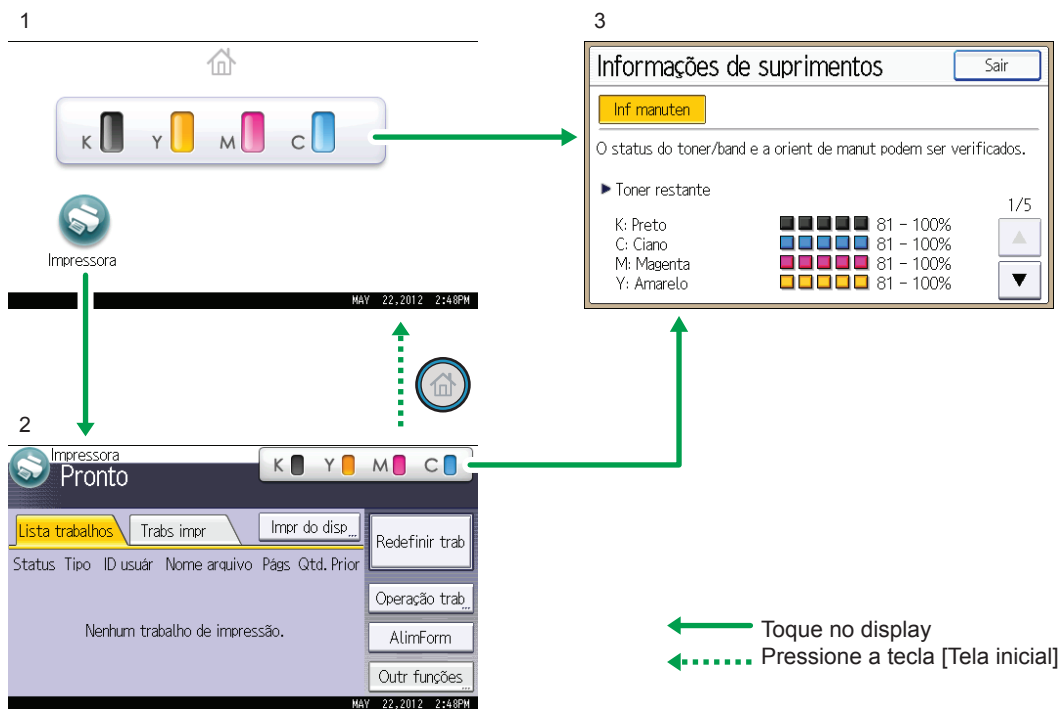 1
K Y M C
Impressora
MAY 22,2012 2:48PM
3
Informações de suprimentos
Sair
Inf manuten
O status do toner/band e a orient de manut podem ser verificados.
Toner restante
1/5
K: Preto 81 - 100%
C: Ciano 81 - 100%
M: Magenta 81 - 100%
Y: Amarelo 81 - 100%
2
Impressora
Pronto
K Y M C
Lista trabalhos
Trabs impr
Impr do disp...
Redefinir trab
Status Tipo ID usuár Nome arquivo Págs Qtd. Prior
Operação trab...
Nenhum trabalho de impressão.
AlimForm
Outr funções...
MAY 22,2012 2:48PM
Toque no display
Pressione a tecla [Tela inicial]